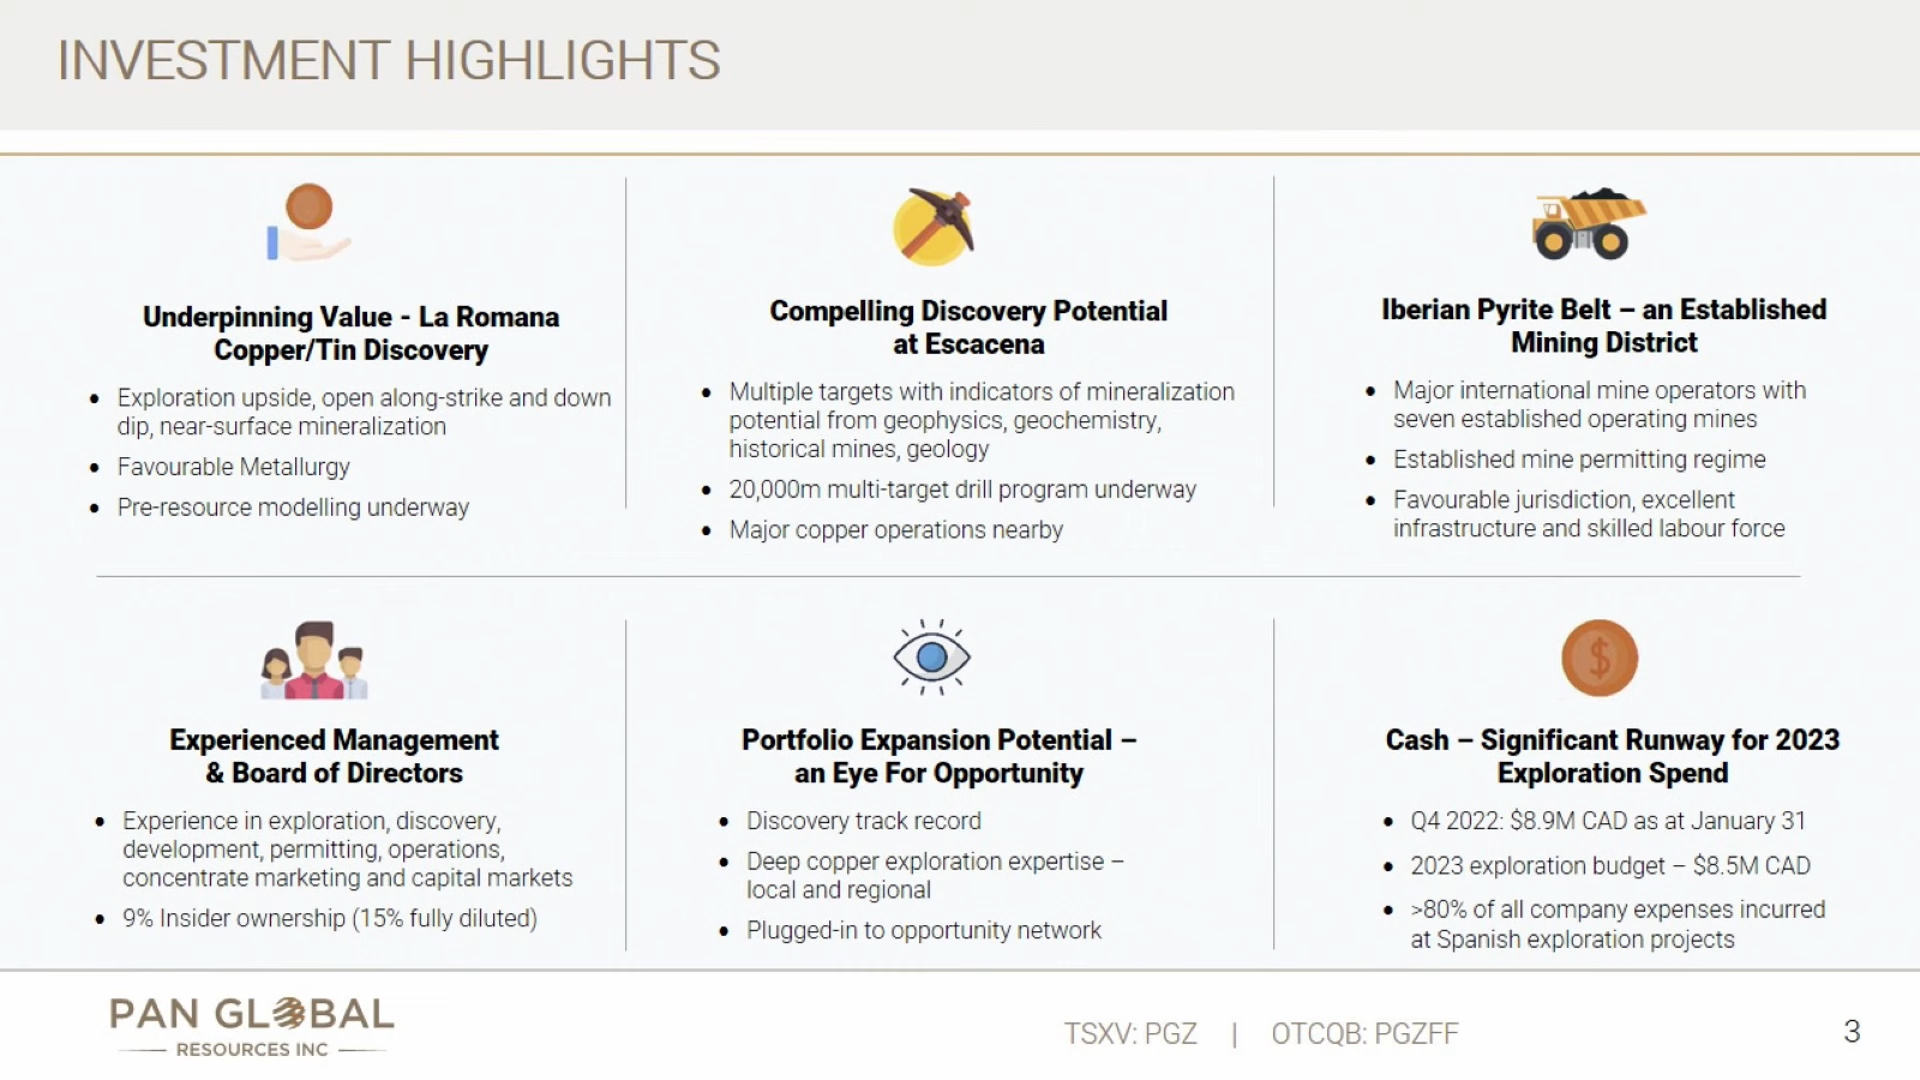 INVESTMENT HIGHLIGHTS
Underpinning Value - La Romana
Copper/Tin Discovery
• Exploration upside, open along-strike and down
dip, near-surface mineralization
• Favourable Metallurgy
• Pre-resource modelling underway
Compelling Discovery Potential
at Escacena
• Multiple targets with indicators of mineralization
potential from geophysics, geochemistry,
historical mines, geology
• 20,000m multi-target drill program underway
• Major copper operations nearby
Iberian Pyrite Belt – an Established
Mining District
• Major international mine operators with
seven established operating mines
• Established mine permitting regime
• Favourable jurisdiction, excellent
infrastructure and skilled labour force
Experienced Management
& Board of Directors
• Experience in exploration, discovery,
development, permitting, operations,
concentrate marketing and capital markets
• 9% Insider ownership (15% fully diluted)
Portfolio Expansion Potential –
an Eye For Opportunity
• Discovery track record
• Deep copper exploration expertise –
local and regional
• Plugged-in to opportunity network
$
Cash – Significant Runway for 2023
Exploration Spend
• Q4 2022: $8.9M CAD as at January 31
• 2023 exploration budget – $8.5M CAD
• >80% of all company expenses incurred
at Spanish exploration projects
PAN GLOBAL
RESOURCES INC
TSXV: PGZ | OTCQB: PGZFF
3